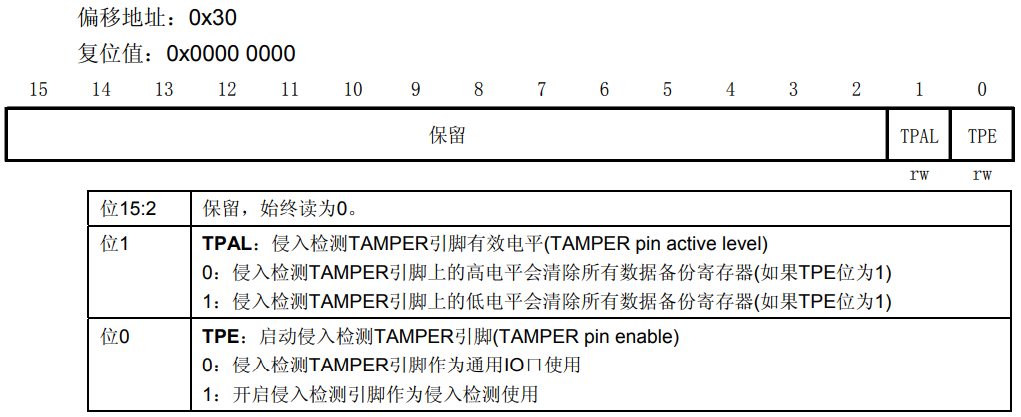 偏移地址：0x30
复位值：0x0000 0000
15 14 13 12 11 10 9 8 7 6 5 4 3 2 1 0
保留 TPAL TPE
rw rw
位15:2 保留，始终读为0。
位1 TPAL：侵入检测TAMPER引脚有效电平(TAMPER pin active level)
0：侵入检测TAMPER引脚上的高电平会清除所有数据备份寄存器(如果TPE位为1)
1：侵入检测TAMPER引脚上的低电平会清除所有数据备份寄存器(如果TPE位为1)
位0 TPE：启动侵入检测TAMPER引脚(TAMPER pin enable)
0：侵入检测TAMPER引脚作为通用IO口使用
1：开启侵入检测引脚作为侵入检测使用